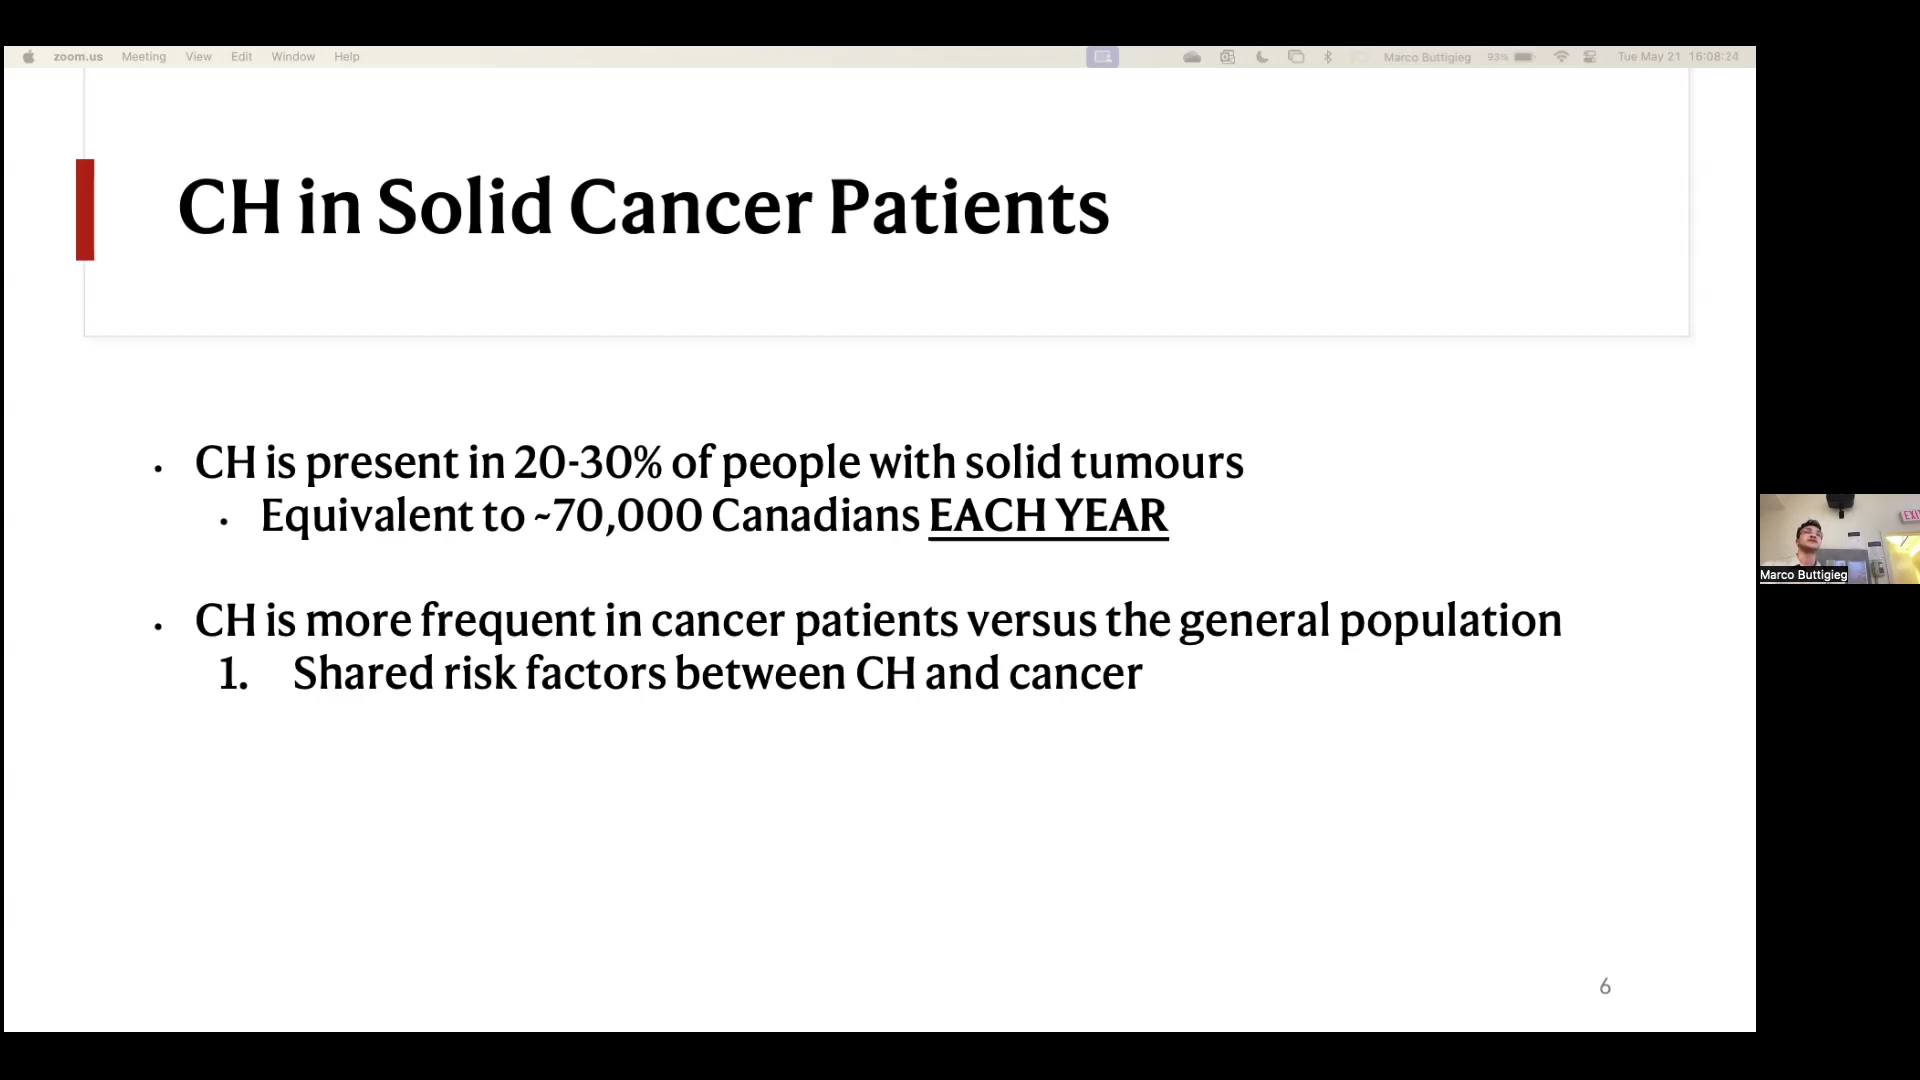 zoom.us Meeting View Edit Window Help Marco Buttigieg 93% Tue May 21 16:08:24
CH in Solid Cancer Patients
• CH is present in 20-30% of people with solid tumours
• Equivalent to ~70,000 Canadians EACH YEAR
• CH is more frequent in cancer patients versus the general population
1. Shared risk factors between CH and cancer
6
EXI
Marco Buttigieg